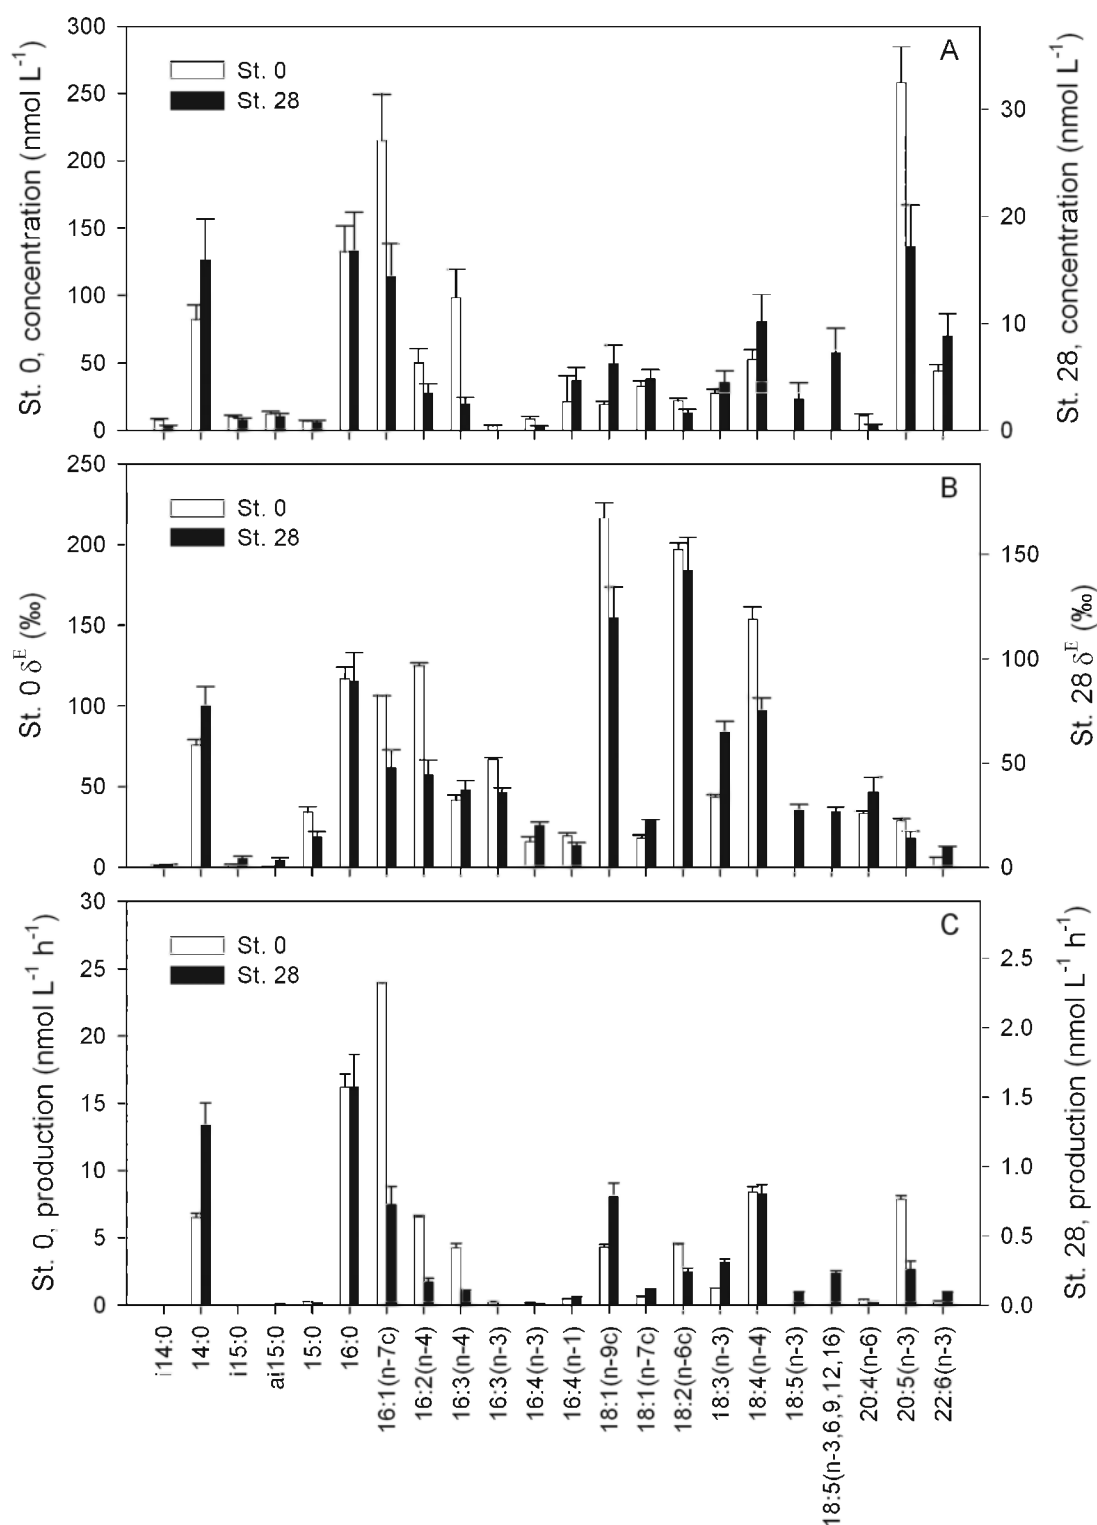 A
St. 0
St. 28
St. 0, concentration (nmol L⁻¹)
300
250
200
150
100
50
0
St. 28, concentration (nmol L⁻¹)
30
20
10
0
B
St. 0
St. 28
St. 0 δᴱ (‰)
250
200
150
100
50
0
St. 28 δᴱ (‰)
150
100
50
0
C
St. 0
St. 28
St. 0, production (nmol L⁻¹ h⁻¹)
30
25
20
15
10
5
0
St. 28, production (nmol L⁻¹ h⁻¹)
2.5
2.0
1.5
1.0
0.5
0.0
i14:0
14:0
i15:0
ai15:0
15:0
16:0
16:1(n-7c)
16:2(n-4)
16:3(n-4)
16:3(n-3)
16:4(n-3)
16:4(n-1)
18:1(n-9c)
18:1(n-7c)
18:2(n-6c)
18:3(n-3)
18:4(n-4)
18:5(n-3)
18:5(n-3,6,9,12,16)
20:4(n-6)
20:5(n-3)
22:6(n-3)